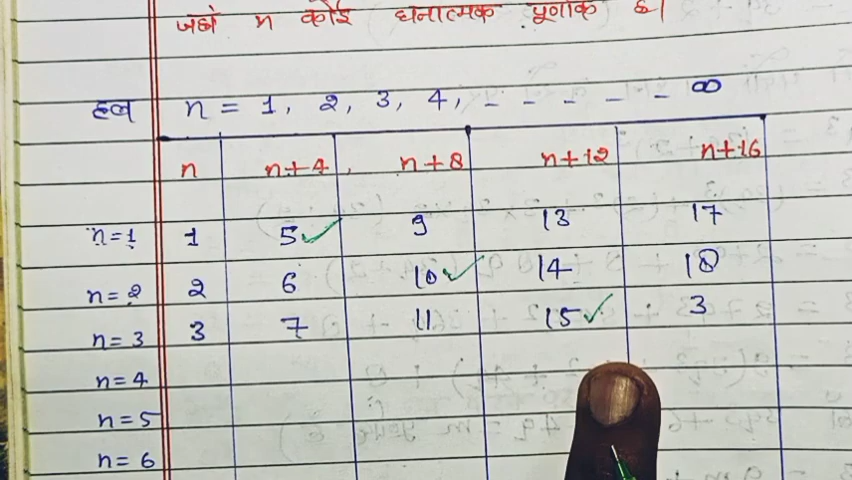 जहाँ n कोई धनात्मक पूर्णांक है।
हल n = 1, 2, 3, 4, - - - - - ∞
n n+4, n+8 n+12 n+16
n=1 1 5✓ 9 13 17
n=2 2 6 10✓ 14 18
n=3 3 7 11 15✓ 3
n=4
n=5
n=6